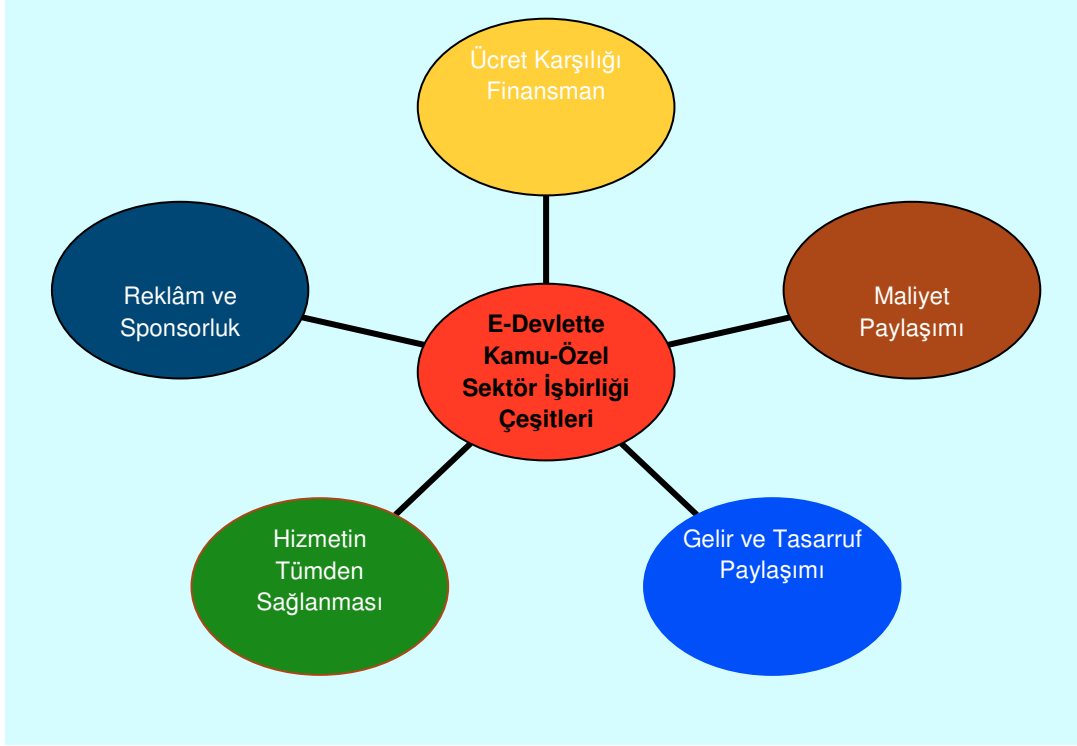 Ücret Karşılığı
Finansman
Reklâm ve
Sponsorluk
Maliyet
Paylaşımı
E-Devlette
Kamu-Özel
Sektör İşbirliği
Çeşitleri
Hizmetin
Tümden
Sağlanması
Gelir ve Tasarruf
Paylaşımı